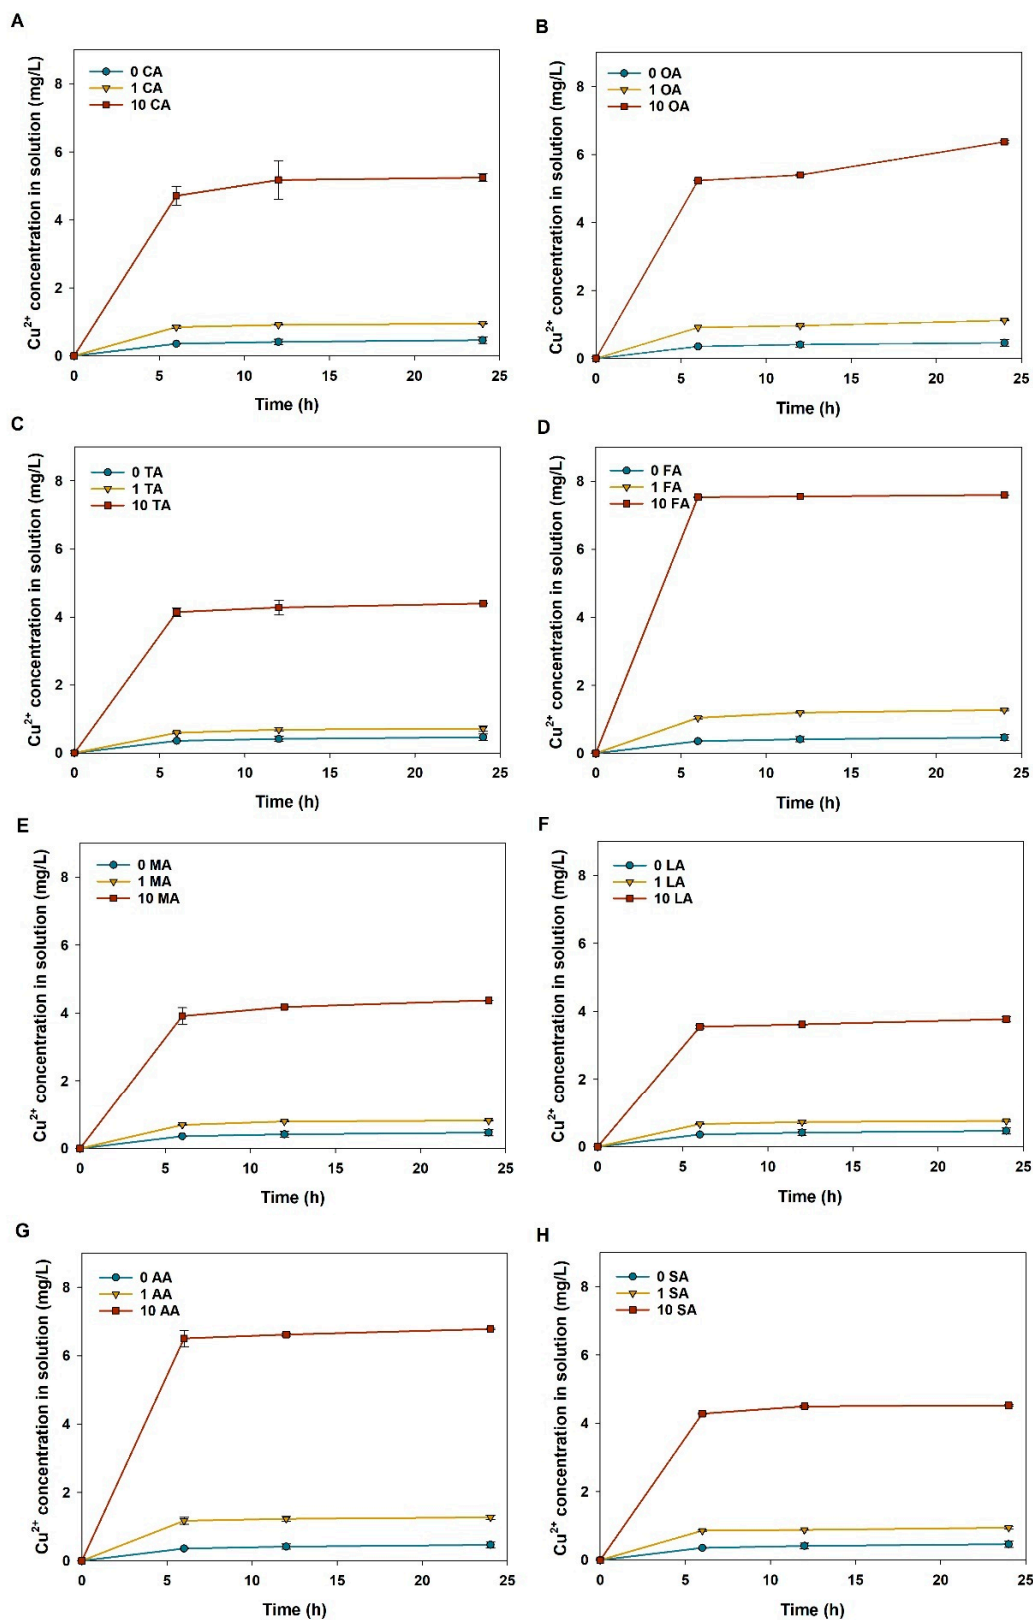 A
Cu2+ concentration in solution (mg/L)
0 CA
1 CA
10 CA
8
6
4
2
0
0 5 10 15 20 25
Time (h)
B
Cu2+ concentration in solution (mg/L)
0 OA
1 OA
10 OA
8
6
4
2
0
0 5 10 15 20 25
Time (h)
C
Cu2+ concentration in solution (mg/L)
0 TA
1 TA
10 TA
8
6
4
2
0
0 5 10 15 20 25
Time (h)
D
Cu2+ concentration in solution (mg/L)
0 FA
1 FA
10 FA
8
6
4
2
0
0 5 10 15 20 25
Time (h)
E
Cu2+ concentration in solution (mg/L)
0 MA
1 MA
10 MA
8
6
4
2
0
0 5 10 15 20 25
Time (h)
F
Cu2+ concentration in solution (mg/L)
0 LA
1 LA
10 LA
8
6
4
2
0
0 5 10 15 20 25
Time (h)
G
Cu2+ concentration in solution (mg/L)
0 AA
1 AA
10 AA
8
6
4
2
0
0 5 10 15 20 25
Time (h)
H
Cu2+ concentration in solution (mg/L)
0 SA
1 SA
10 SA
8
6
4
2
0
0 5 10 15 20 25
Time (h)